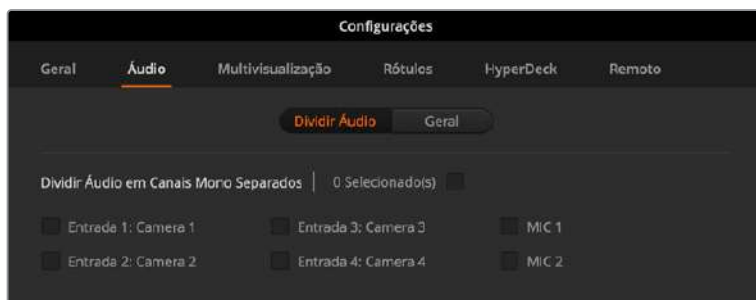 Configurações
Geral Áudio Multivisualização Rótulos HyperDeck Remoto
Dividir Áudio Geral
Dividir Áudio em Canais Mono Separados 0 Selecionado(s)
Entrada 1: Camera 1 Entrada 3: Camera 3 MIC 1
Entrada 2: Camera 2 Entrada 4: Camera 4 MIC 2